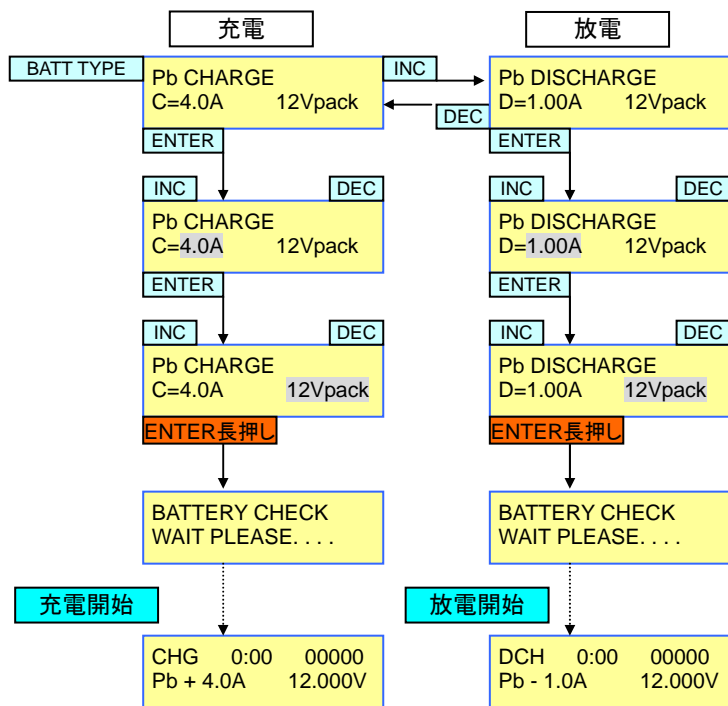 充電 放電
BATT TYPE
Pb CHARGE
C=4.0A 12Vpack
INC
DEC
Pb DISCHARGE
D=1.00A 12Vpack
ENTER ENTER
INC DEC INC DEC
Pb CHARGE
C=4.0A 12Vpack
Pb DISCHARGE
D=1.00A 12Vpack
ENTER ENTER
INC DEC INC DEC
Pb CHARGE
C=4.0A 12Vpack
Pb DISCHARGE
D=1.00A 12Vpack
ENTER長押し ENTER長押し
BATTERY CHECK
WAIT PLEASE. . . .
BATTERY CHECK
WAIT PLEASE. . . .
充電開始 放電開始
CHG 0:00 00000
Pb + 4.0A 12.000V
DCH 0:00 00000
Pb - 1.0A 12.000V